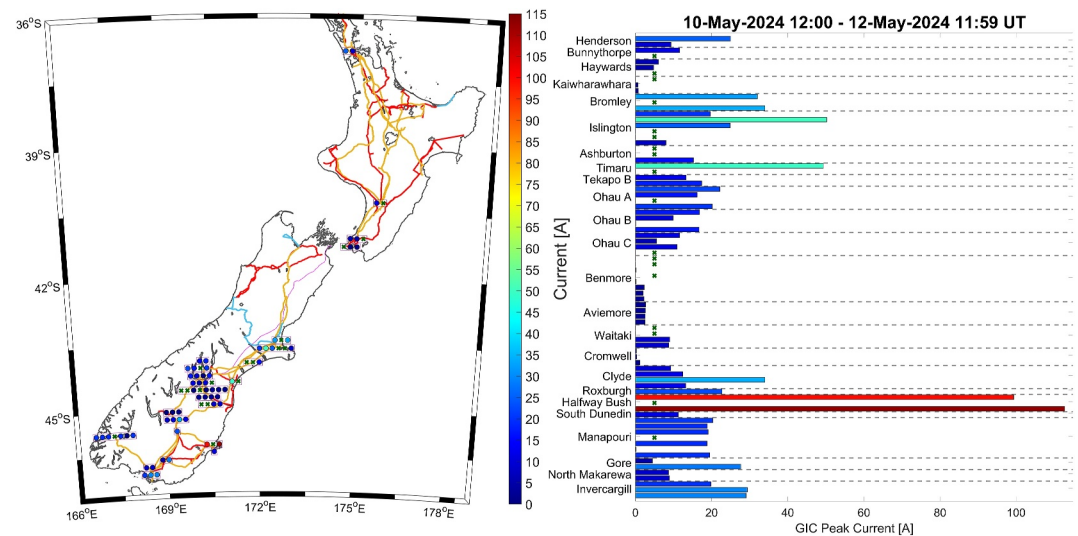 36°S
39°S
42°S
45°S
166°E
169°E
172°E
175°E
178°E
115
110
105
100
95
90
85
80
75
70
65
60
55
50
45
40
35
30
25
20
15
10
5
0
Current [A]
10-May-2024 12:00 - 12-May-2024 11:59 UT
Henderson
Bunnythorpe
Haywards
Kaiwharawhara
Bromley
Islington
Ashburton
Timaru
Tekapo B
Ohau A
Ohau B
Ohau C
Benmore
Aviemore
Waitaki
Cromwell
Clyde
Roxburgh
Halfway Bush
South Dunedin
Manapouri
Gore
North Makarewa
Invercargill
0 20 40 60 80 100
GIC Peak Current [A]